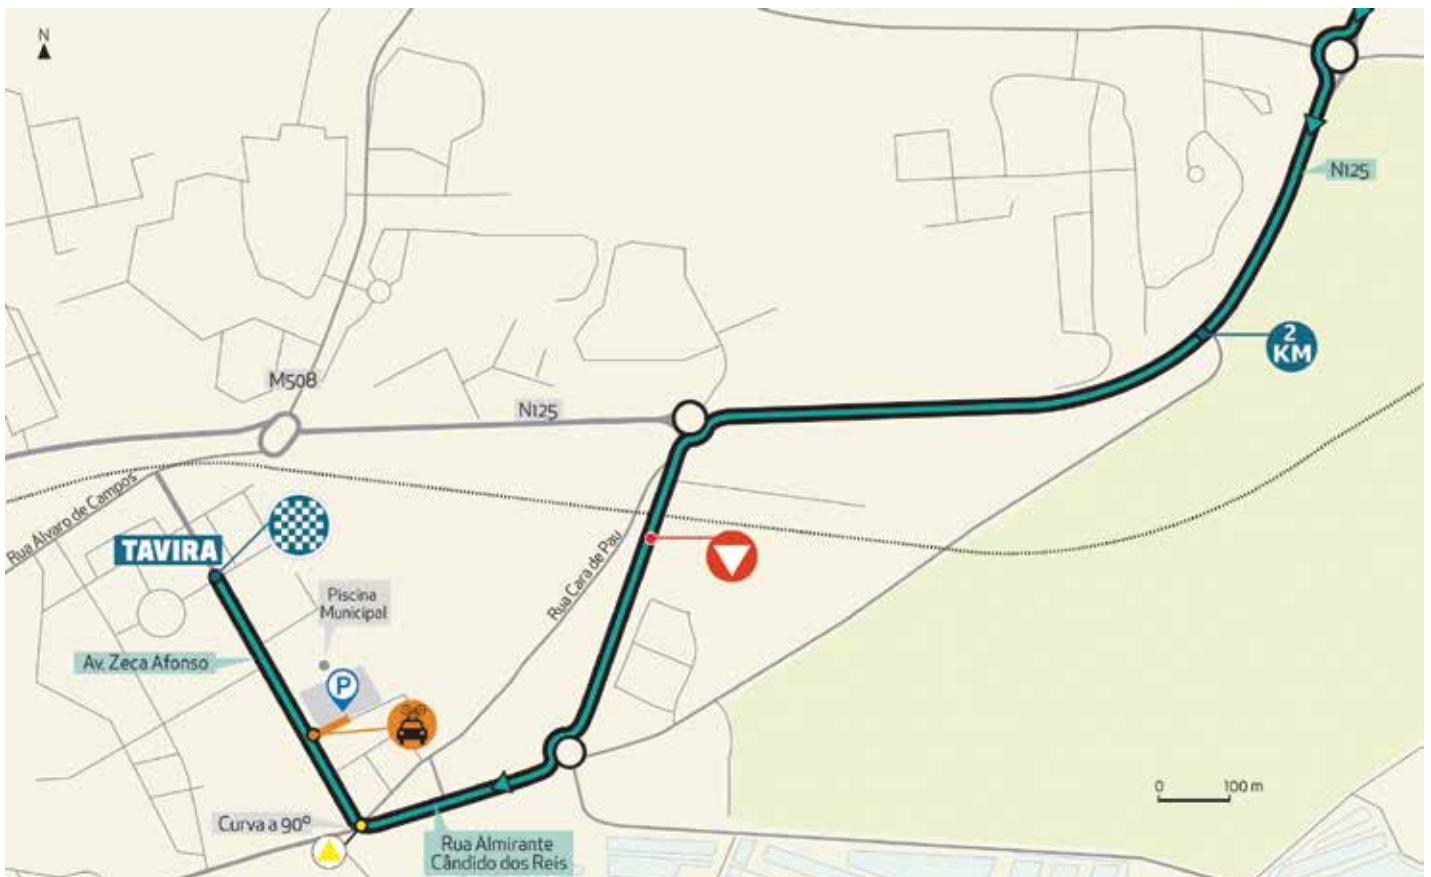 N
N125
2
KM
M508
N125
Rua Alvaro de Campos
TAVIRA
Rua Cara de Pau
Piscina
Municipal
Av. Zeca Afonso
P
0 100 m
Curva a 90º
Rua Almirante
Cândido dos Reis